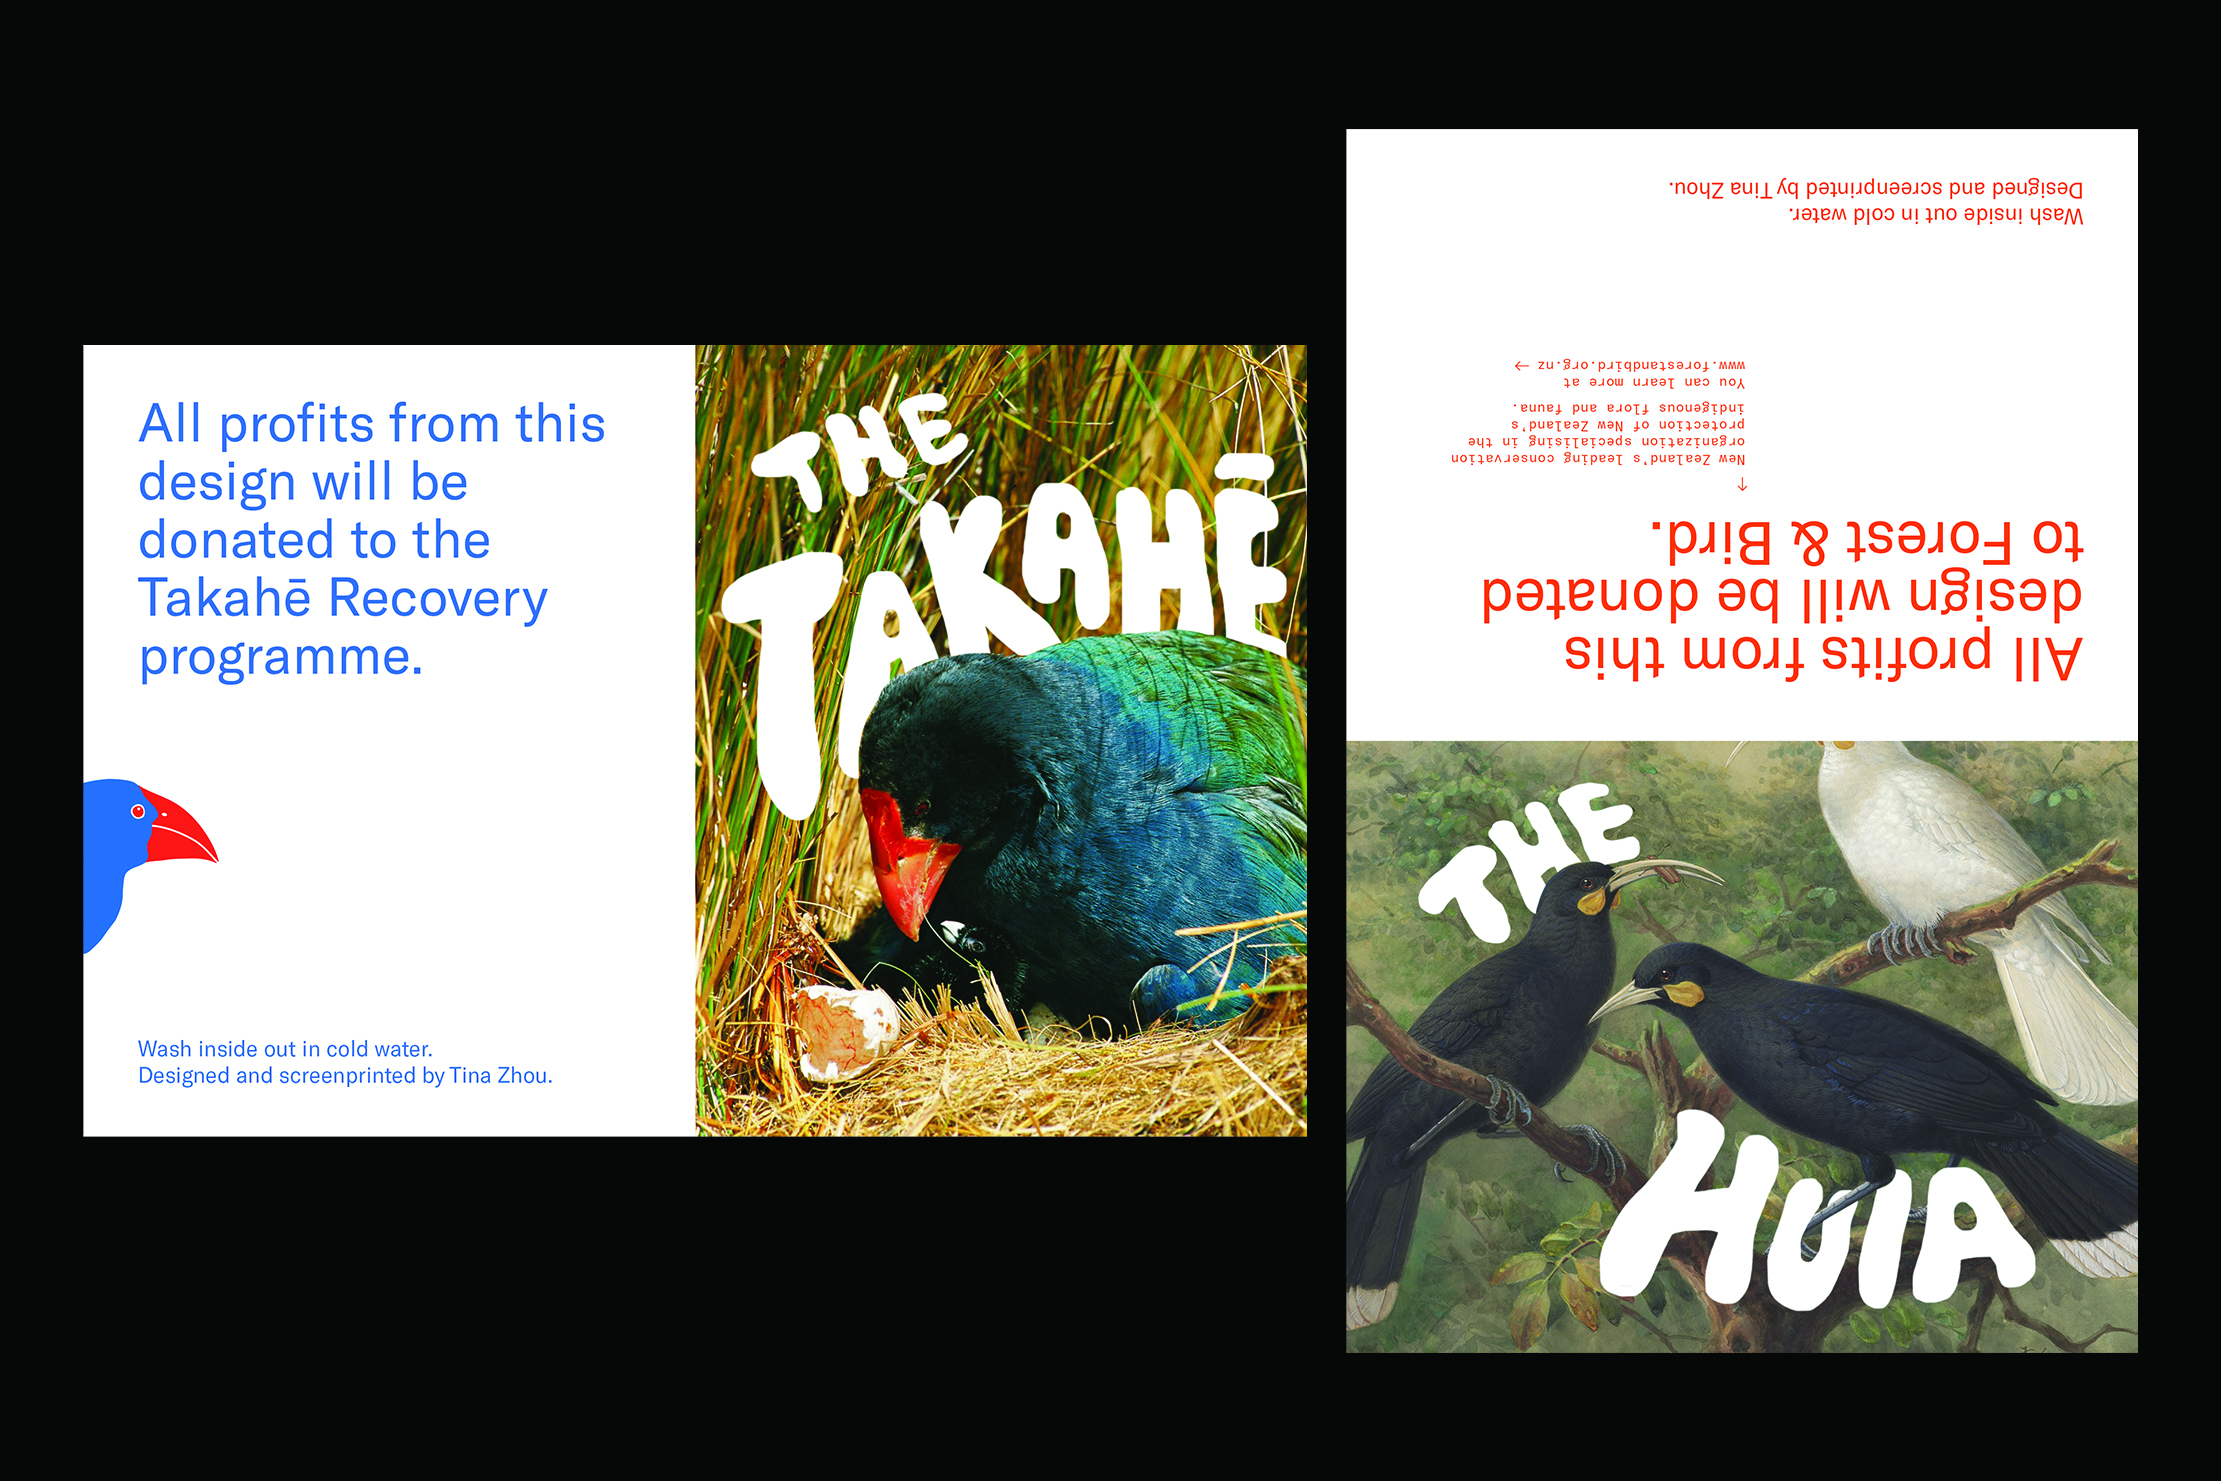 All profits from this
design will be
donated to the
Takahē Recovery
programme.
Wash inside out in cold water.
Designed and screenprinted by Tina Zhou.
THE
TAKAHĒ
All profits from this
design will be donated
to Forest & Bird.
↑
New Zealand's leading conservation
organization specialising in the
protection of New Zealand's
indigenous flora and fauna.
You can learn more at
www.forestandbird.org.nz →
Wash inside out in cold water.
Designed and screenprinted by Tina Zhou.
THE
HUIA